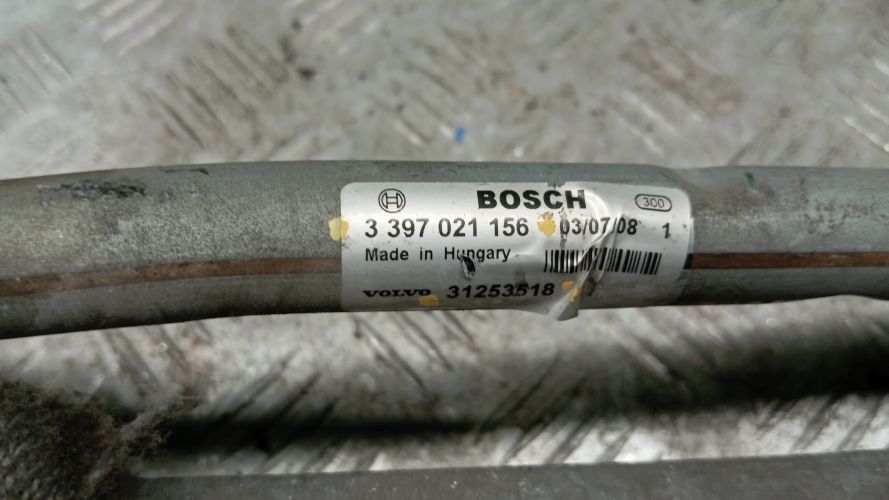 BOSCH 300
3 397 021 156 03/07/08 1
Made in Hungary
VOLVO 31253518